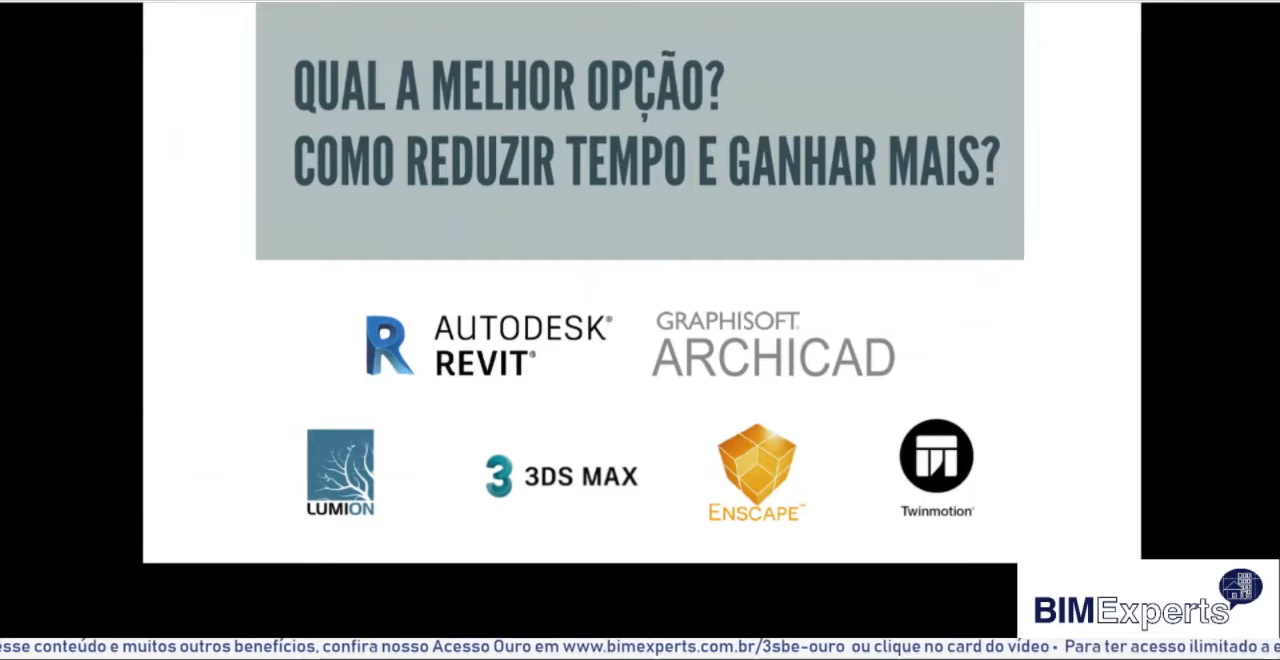 QUAL A MELHOR OPÇÃO?
COMO REDUZIR TEMPO E GANHAR MAIS?
AUTODESK®
REVIT®
GRAPHISOFT.
ARCHICAD
LUMION
3 3DS MAX
ENSCAPE™
Twinmotion
BIMExperts
esse conteúdo e muitos outros benefícios, confira nosso Acesso Ouro em www.bimexperts.com.br/3sbe-ouro ou clique no card do vídeo • Para ter acesso ilimitado a e